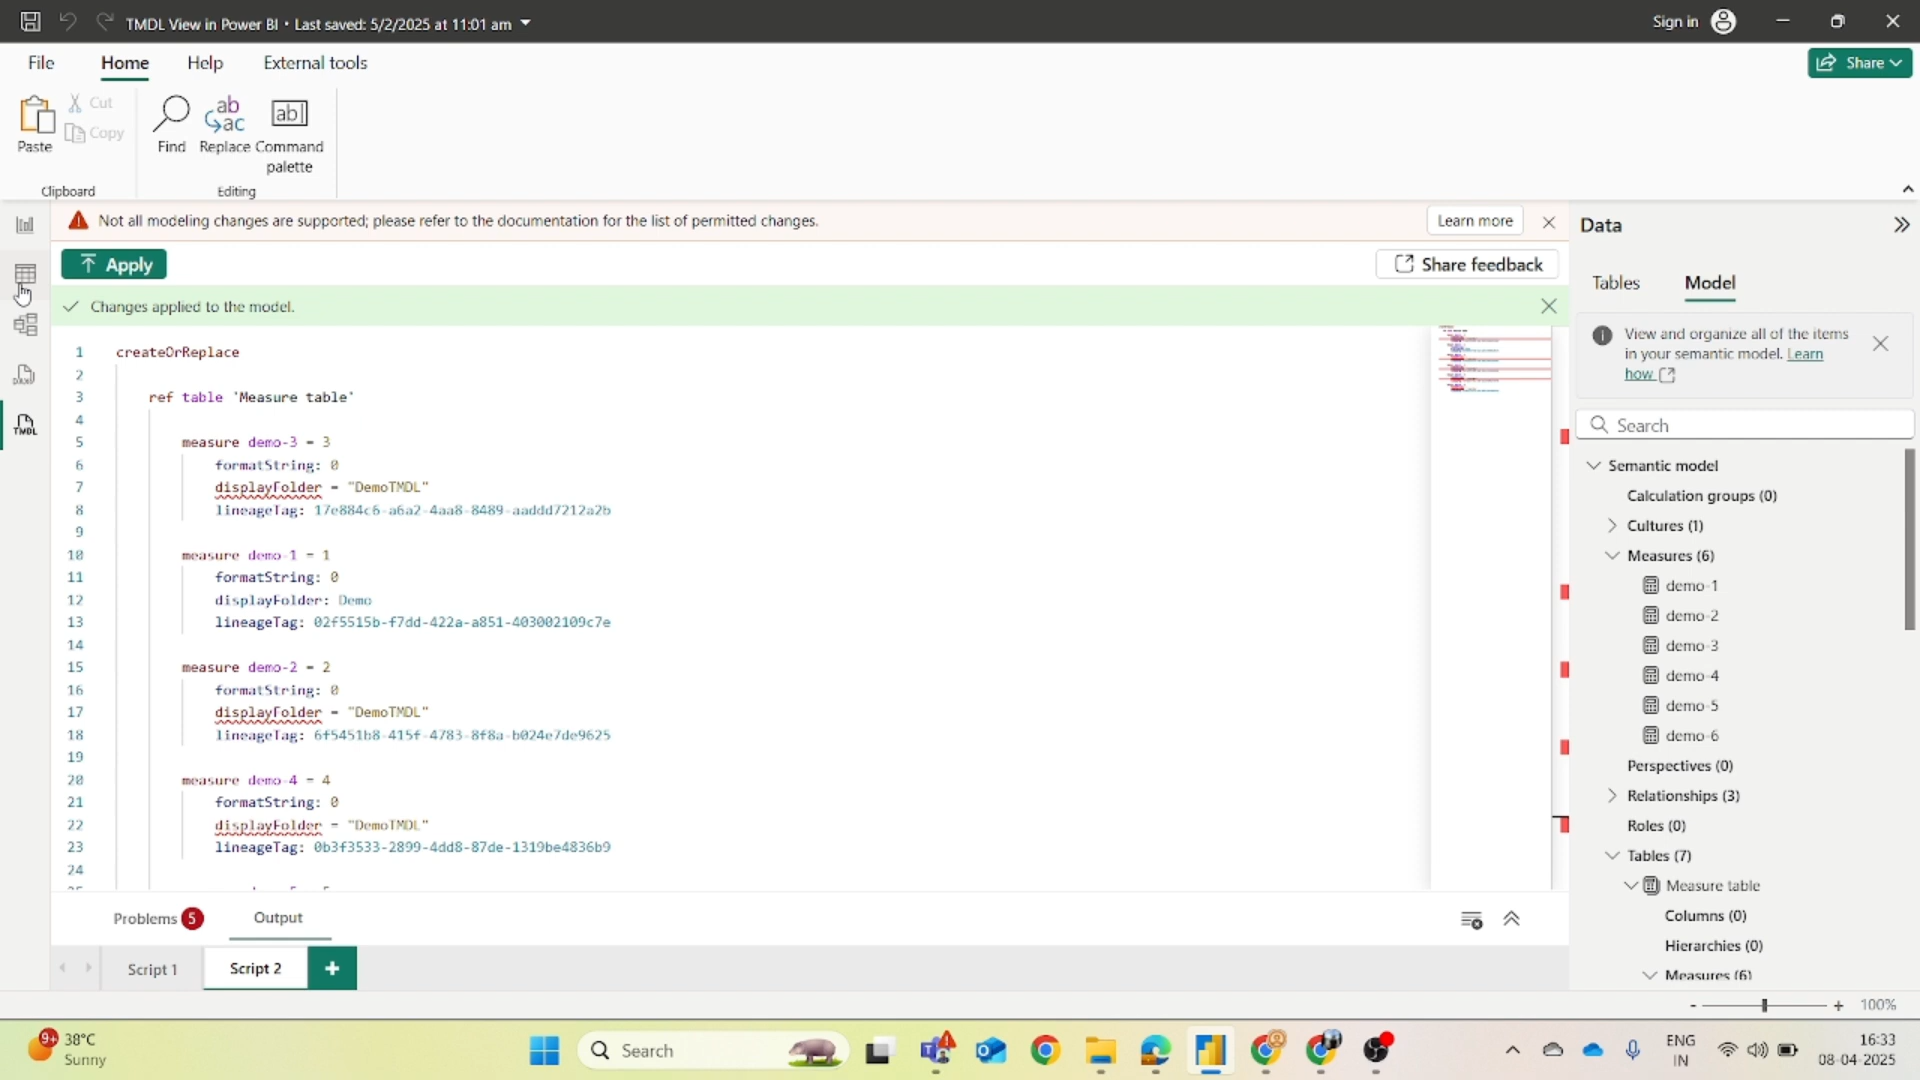 TMDL View in Power BI • Last saved: 5/2/2025 at 11:01 am
Sign in
File
Home
Help
External tools
Share
Paste
Cut
Copy
Find
ab
ac
Replace
ab|
Command
palette
Clipboard
Editing
Not all modeling changes are supported; please refer to the documentation for the list of permitted changes.
Learn more
Apply
Share feedback
Changes applied to the model.
TMDL
1 createOrReplace
2
3 ref table 'Measure table'
4
5 measure demo-3 = 3
6 formatString: 0
7 displayFolder = "DemoTMDL"
8 lineageTag: 17e884c6-a6a2-4aa8-8489-aaddd7212a2b
9
10 measure demo-1 = 1
11 formatString: 0
12 displayFolder: Demo
13 lineageTag: 02f5515b-f7dd-422a-a851-403002109c7e
14
15 measure demo-2 = 2
16 formatString: 0
17 displayFolder = "DemoTMDL"
18 lineageTag: 6f5451b8-415f-4783-8f8a-b024e7de9625
19
20 measure demo-4 = 4
21 formatString: 0
22 displayFolder = "DemoTMDL"
23 lineageTag: 0b3f3533-2899-4dd8-87de-1319be4836b9
24
Problems 5
Output
Script 1
Script 2
+
Data
Tables
Model
View and organize all of the items
in your semantic model. Learn
how
Search
Semantic model
Calculation groups (0)
Cultures (1)
Measures (6)
demo-1
demo-2
demo-3
demo-4
demo-5
demo-6
Perspectives (0)
Relationships (3)
Roles (0)
Tables (7)
Measure table
Columns (0)
Hierarchies (0)
Measures (6)
- + 100%
9+
38°C
Sunny
Search
ENG
IN
16:33
08-04-2025